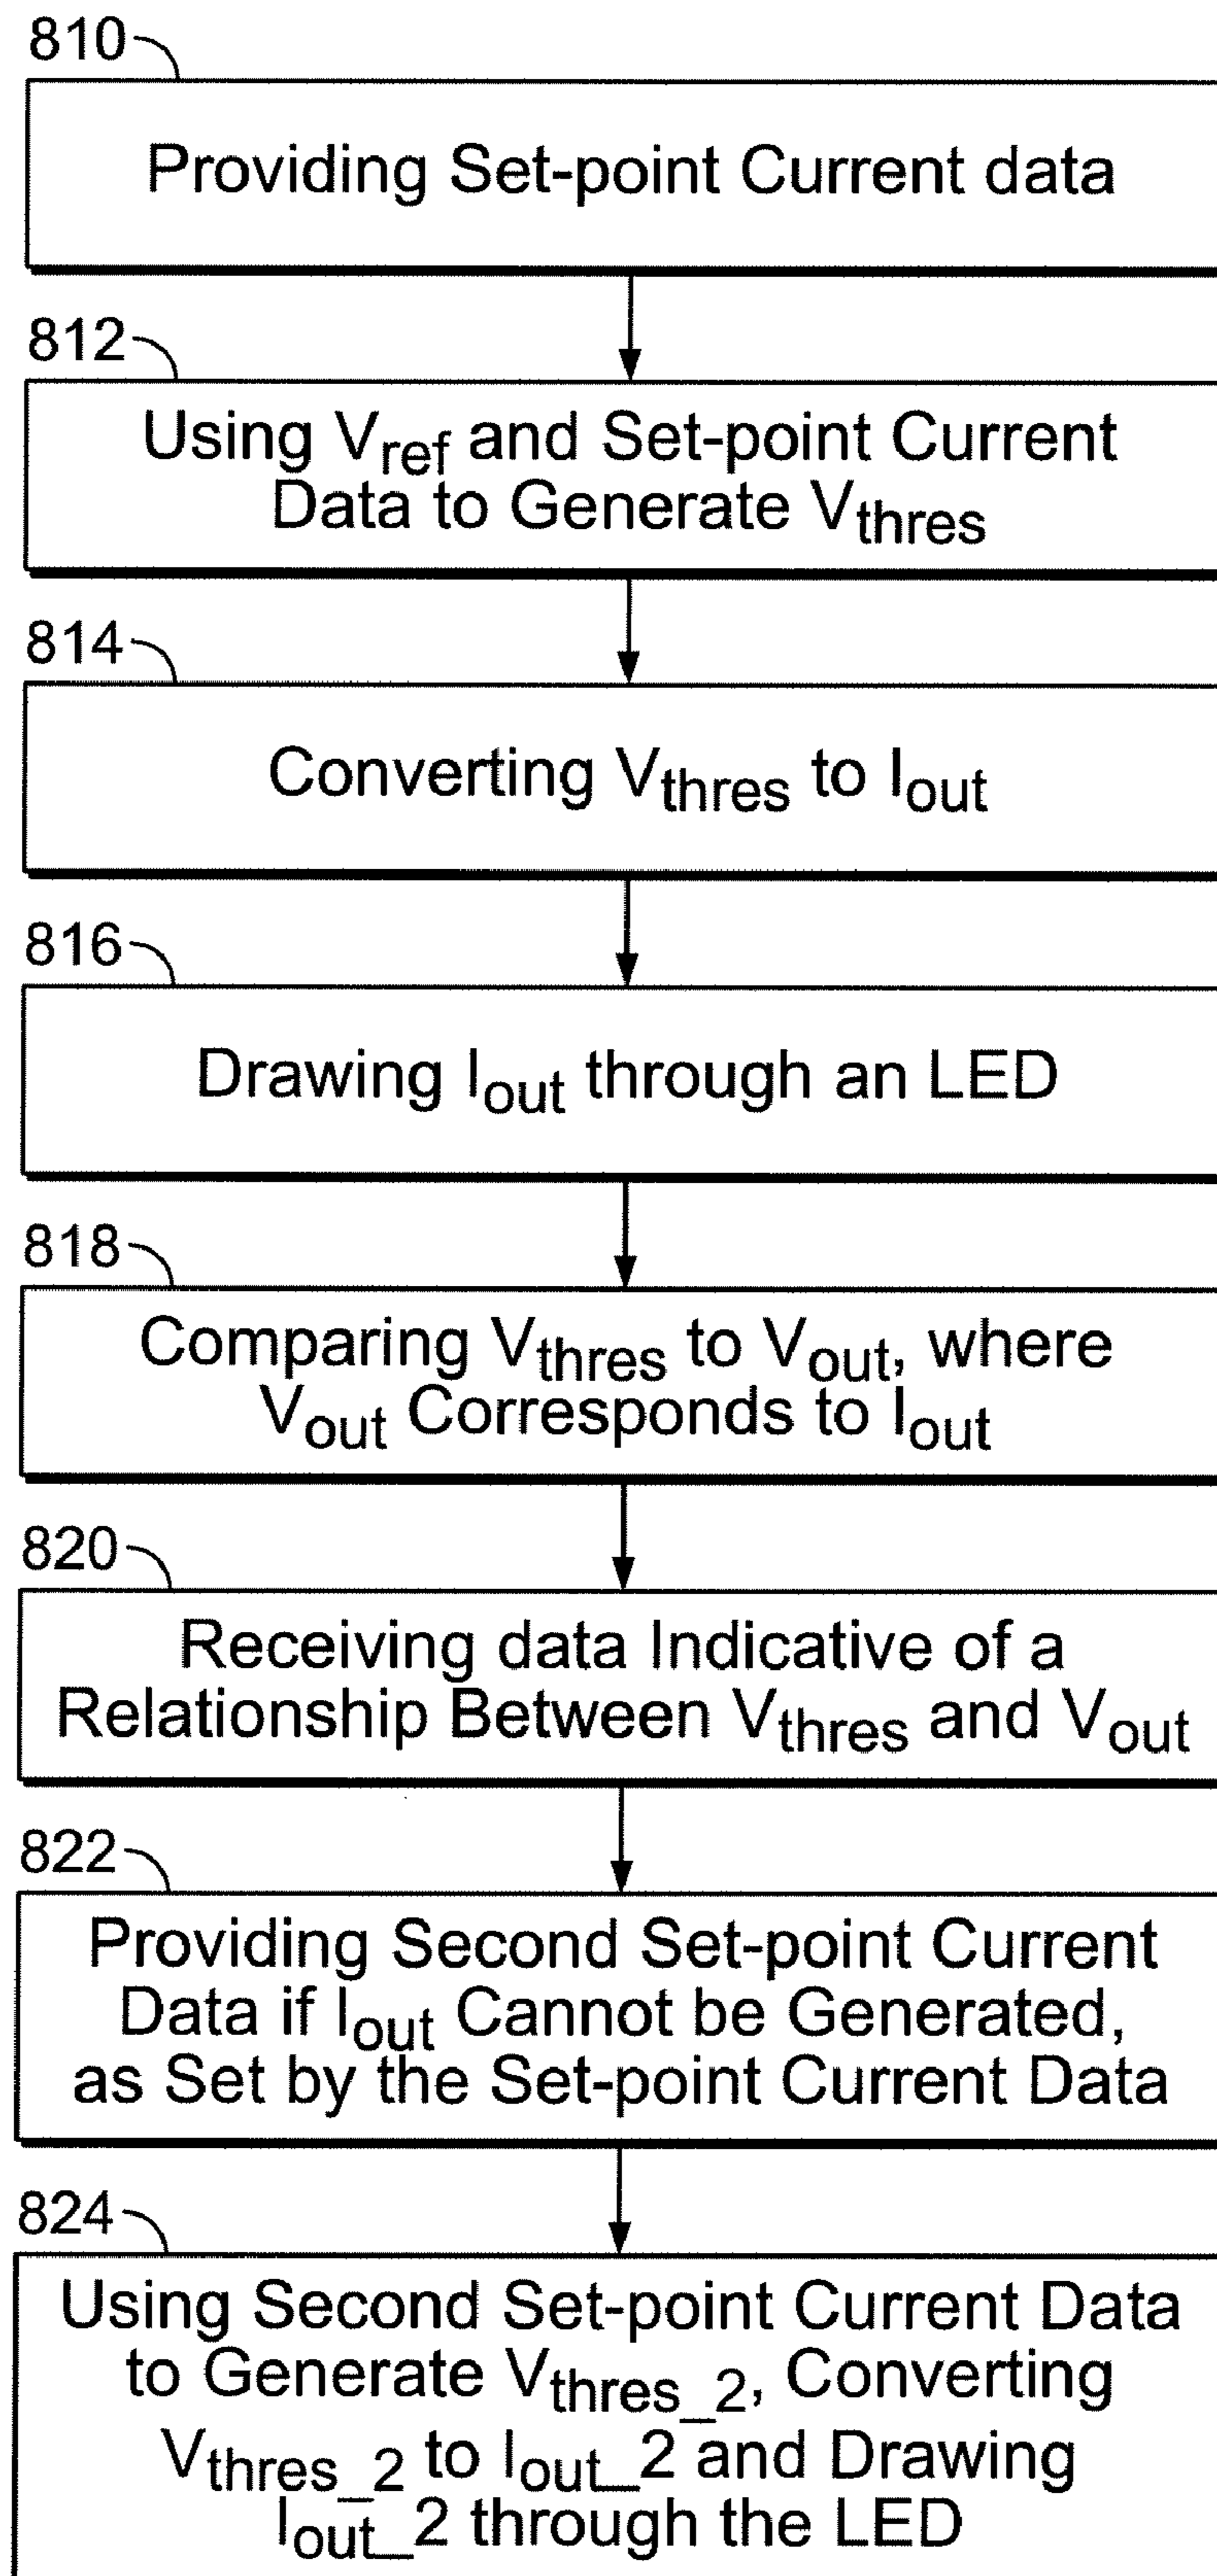 810
Providing Set-point Current data
812
Using Vref and Set-point Current
Data to Generate Vthres
814
Converting Vthres to Iout
816
Drawing Iout through an LED
818
Comparing Vthres to Vout, where
Vout Corresponds to Iout
820
Receiving data Indicative of a
Relationship Between Vthres and Vout
822
Providing Second Set-point Current
Data if Iout Cannot be Generated,
as Set by the Set-point Current Data
824
Using Second Set-point Current Data
to Generate Vthres_2, Converting
Vthres_2 to Iout_2 and Drawing
Iout_2 through the LED